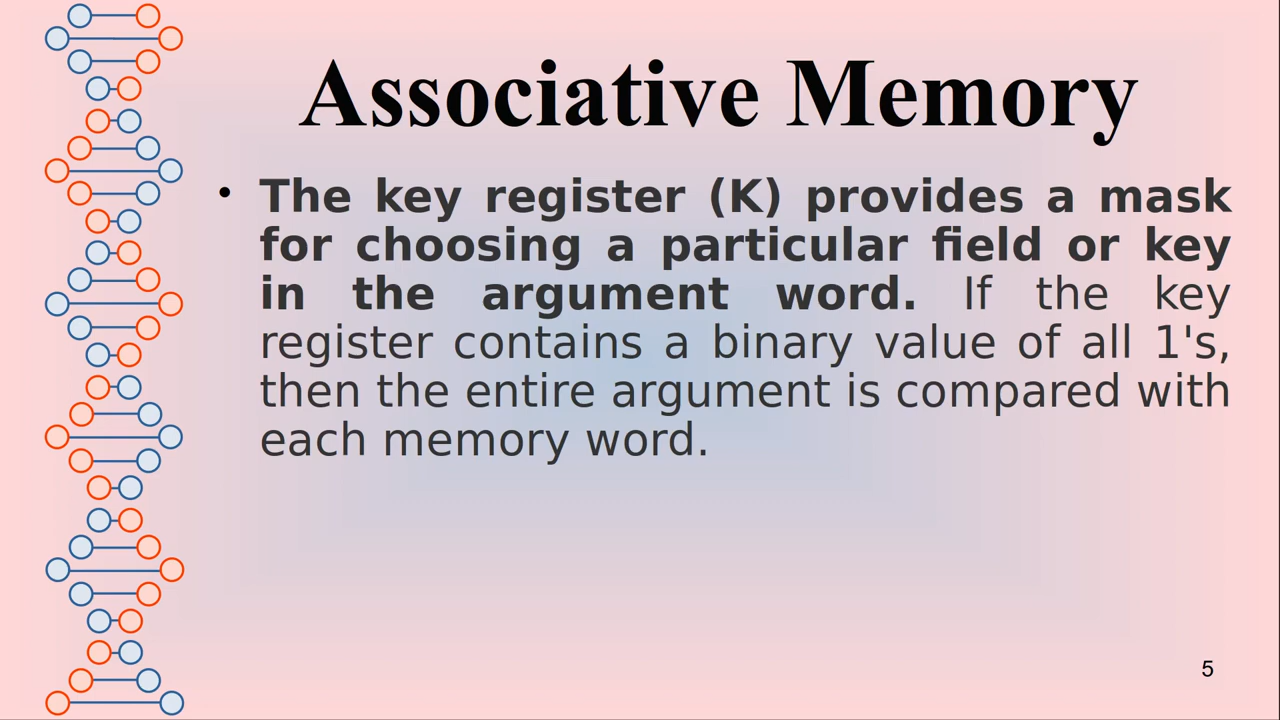 Associative Memory
• The key register (K) provides a mask
for choosing a particular field or key
in the argument word. If the key
register contains a binary value of all 1's,
then the entire argument is compared with
each memory word.
5